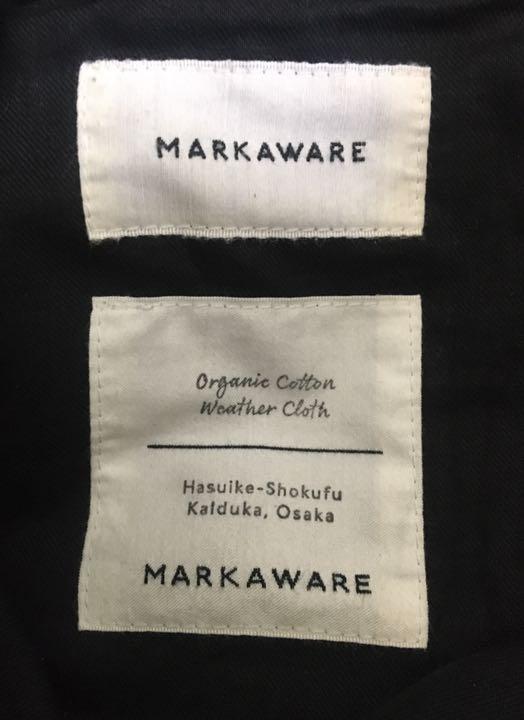 MARKAWARE
Organic Cotton
Weather Cloth
Hasuike-Shokufu
Kaiduka, Osaka
MARKAWARE